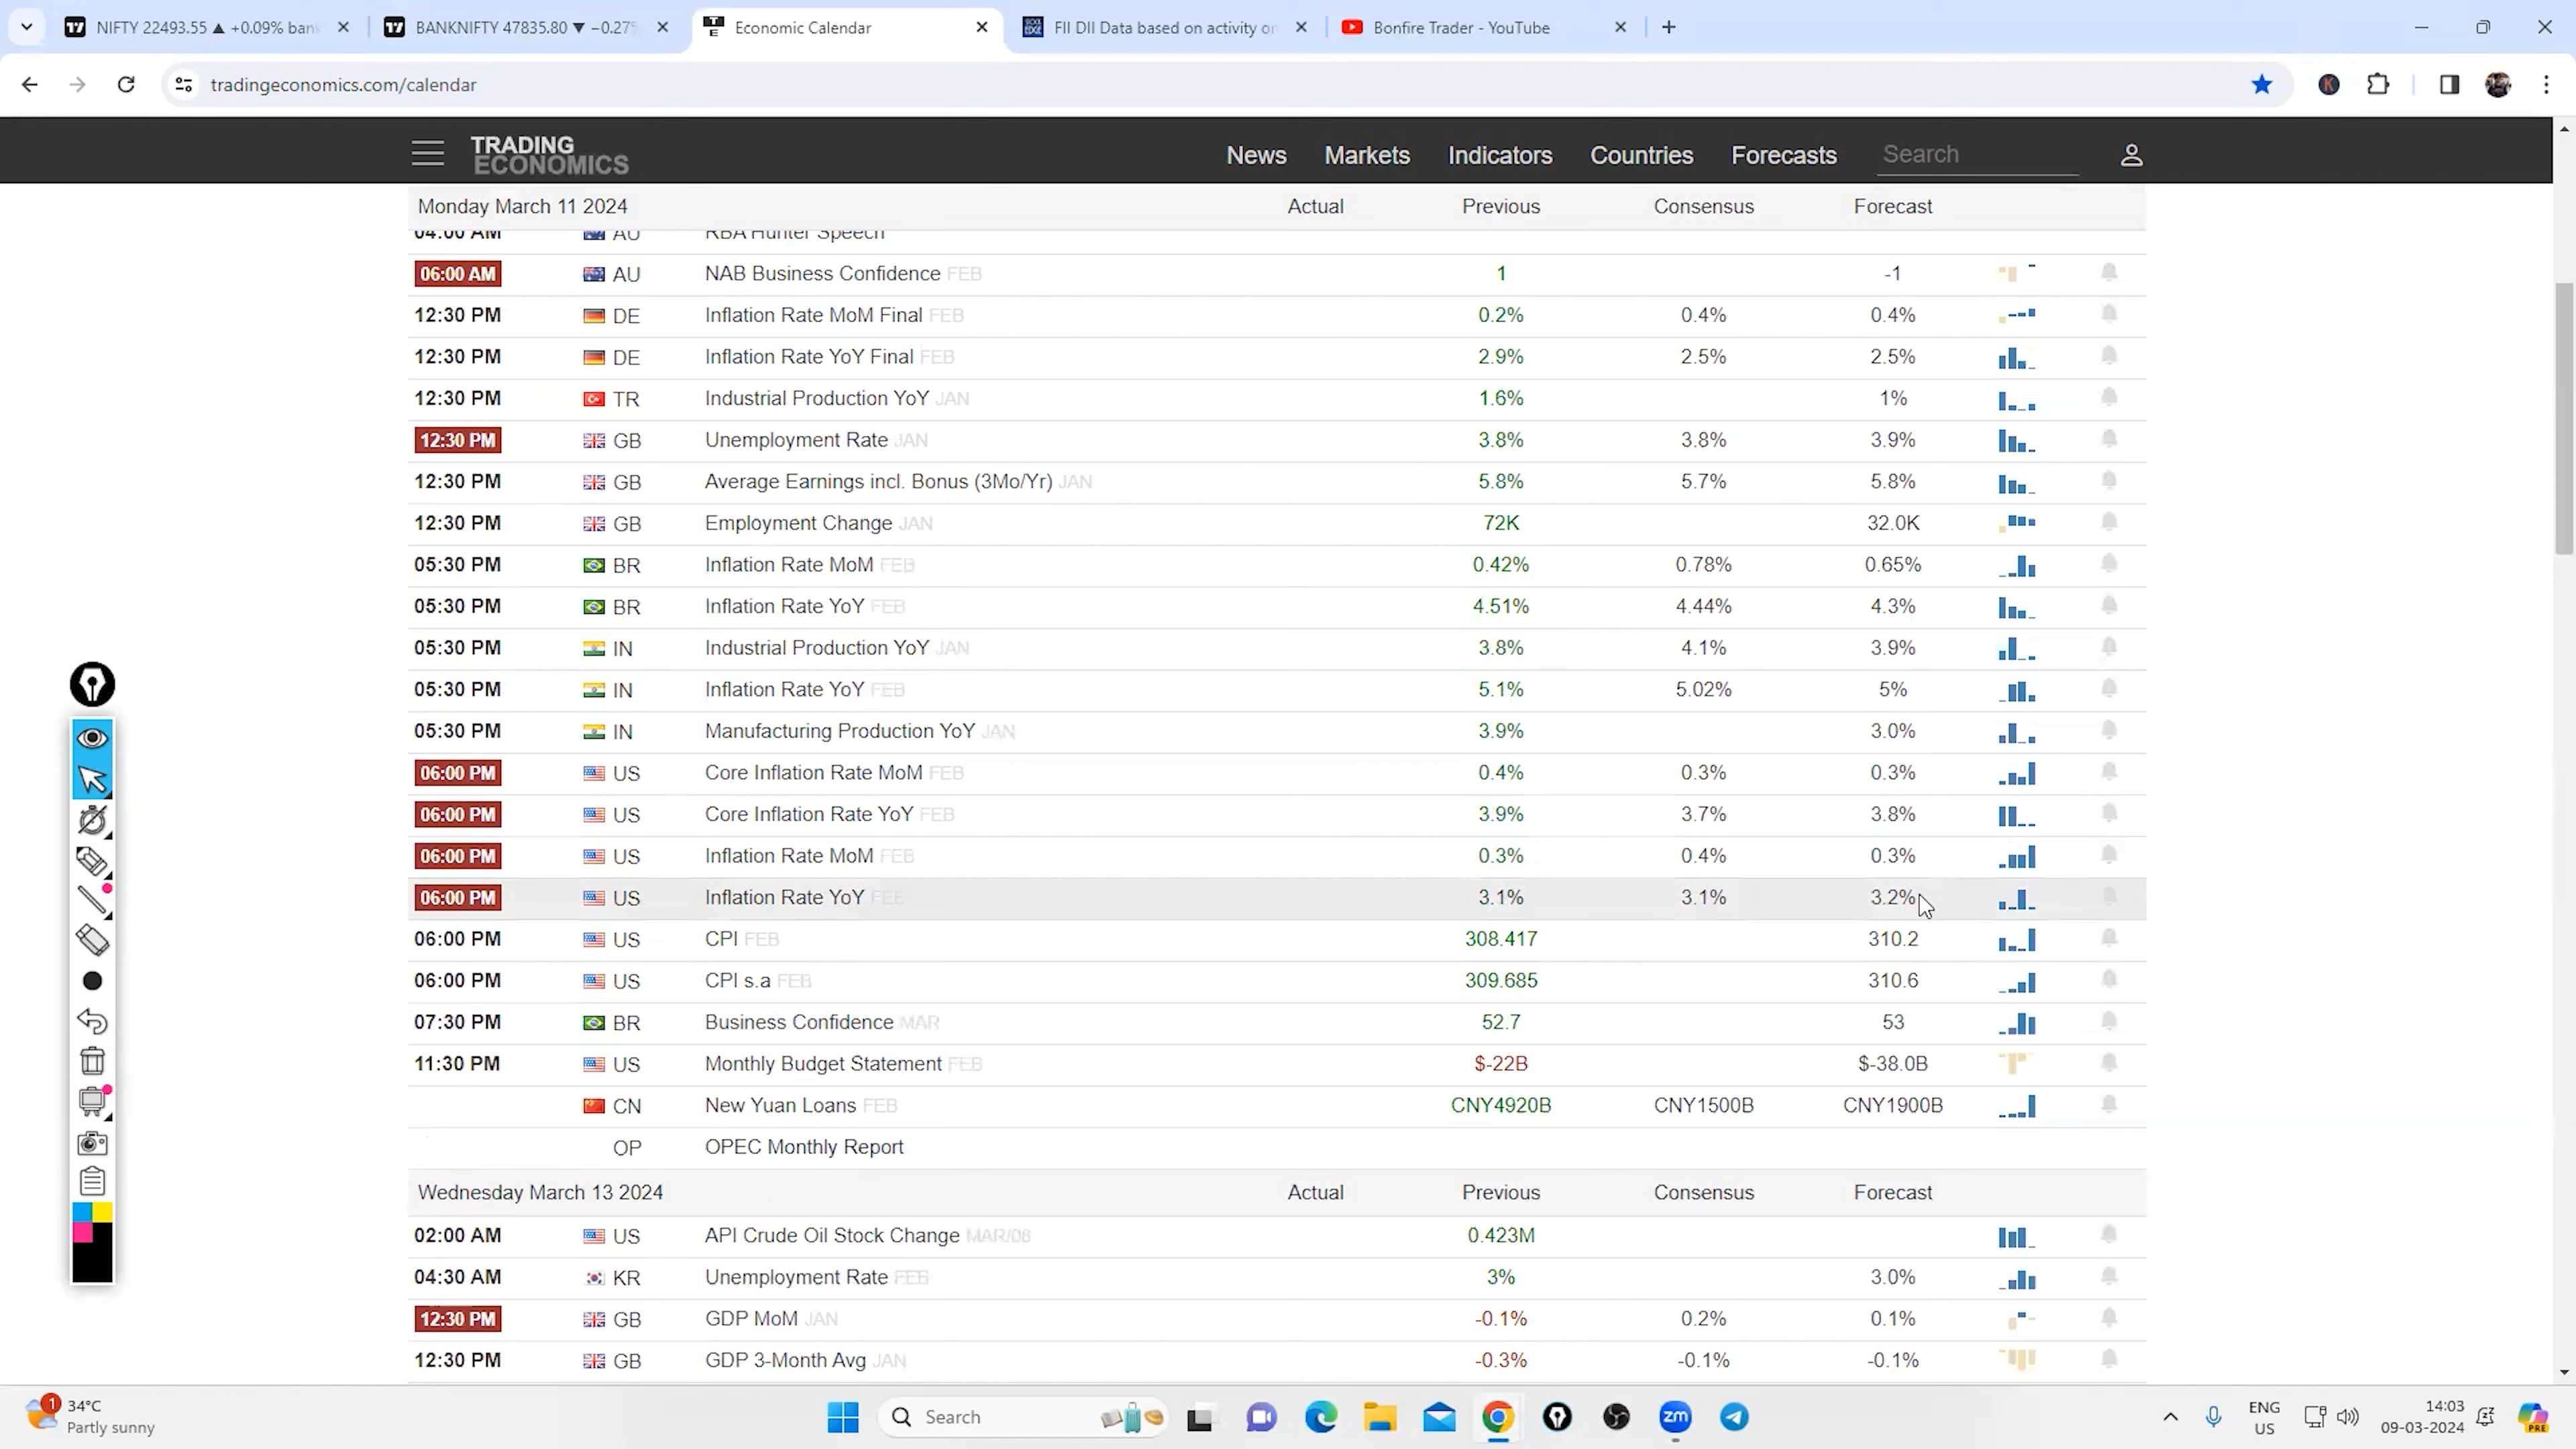 NIFTY 22493.55 ▲ +0.09% ban
BANKNIFTY 47835.80 ▼ −0.27%
Economic Calendar
FII DII Data based on activity on
Bonfire Trader - YouTube
tradingeconomics.com/calendar
TRADING ECONOMICS
News Markets Indicators Countries Forecasts Search
Monday March 11 2024 Actual Previous Consensus Forecast
04:00 AM AU RBA Hunter Speech
06:00 AM AU NAB Business Confidence FEB 1 -1
12:30 PM DE Inflation Rate MoM Final FEB 0.2% 0.4% 0.4%
12:30 PM DE Inflation Rate YoY Final FEB 2.9% 2.5% 2.5%
12:30 PM TR Industrial Production YoY JAN 1.6% 1%
12:30 PM GB Unemployment Rate JAN 3.8% 3.8% 3.9%
12:30 PM GB Average Earnings incl. Bonus (3Mo/Yr) JAN 5.8% 5.7% 5.8%
12:30 PM GB Employment Change JAN 72K 32.0K
05:30 PM BR Inflation Rate MoM FEB 0.42% 0.78% 0.65%
05:30 PM BR Inflation Rate YoY FEB 4.51% 4.44% 4.3%
05:30 PM IN Industrial Production YoY JAN 3.8% 4.1% 3.9%
05:30 PM IN Inflation Rate YoY FEB 5.1% 5.02% 5%
05:30 PM IN Manufacturing Production YoY JAN 3.9% 3.0%
06:00 PM US Core Inflation Rate MoM FEB 0.4% 0.3% 0.3%
06:00 PM US Core Inflation Rate YoY FEB 3.9% 3.7% 3.8%
06:00 PM US Inflation Rate MoM FEB 0.3% 0.4% 0.3%
06:00 PM US Inflation Rate YoY FEB 3.1% 3.1% 3.2%
06:00 PM US CPI FEB 308.417 310.2
06:00 PM US CPI s.a FEB 309.685 310.6
07:30 PM BR Business Confidence MAR 52.7 53
11:30 PM US Monthly Budget Statement FEB $-22B $-38.0B
CN New Yuan Loans FEB CNY4920B CNY1500B CNY1900B
OP OPEC Monthly Report
Wednesday March 13 2024 Actual Previous Consensus Forecast
02:00 AM US API Crude Oil Stock Change MAR/08 0.423M
04:30 AM KR Unemployment Rate FEB 3% 3.0%
12:30 PM GB GDP MoM JAN -0.1% 0.2% 0.1%
12:30 PM GB GDP 3-Month Avg JAN -0.3% -0.1% -0.1%
1 34°C
Partly sunny
Search
zm
ENG
US
14:03
09-03-2024
PRE